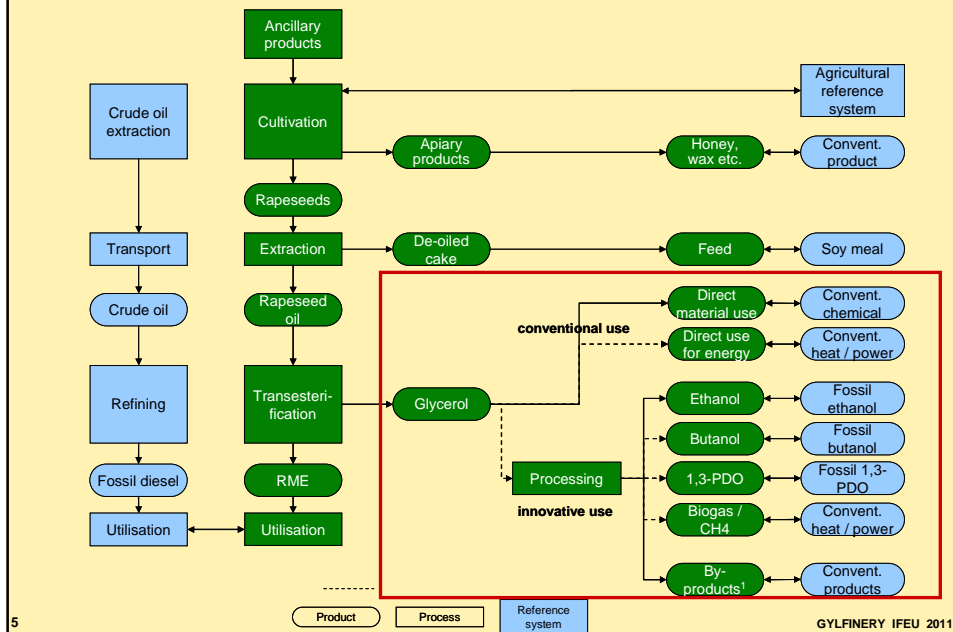 Ancillary
products
Crude oil
extraction
Cultivation
Agricultural
reference
system
Apiary
products
Honey,
wax etc.
Convent.
product
Rapeseeds
Transport
Extraction
De-oiled
cake
Feed
Soy meal
Crude oil
Rapeseed
oil
Direct
material use
Convent.
chemical
conventional use
Direct use
for energy
Convent.
heat / power
Refining
Transesteri-
fication
Glycerol
Ethanol
Fossil
ethanol
Butanol
Fossil
butanol
Fossil diesel
RME
Processing
1,3-PDO
Fossil 1,3-
PDO
innovative use
Biogas /
CH4
Convent.
heat / power
Utilisation
Utilisation
By-
products¹
Convent.
products
Product
Process
Reference
system
5
GYLFINERY IFEU 2011